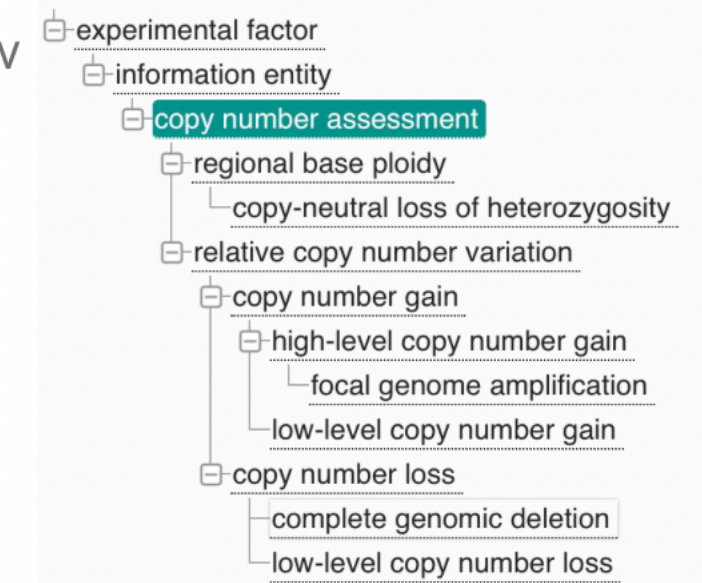 experimental factor
information entity
copy number assessment
regional base ploidy
copy-neutral loss of heterozygosity
relative copy number variation
copy number gain
high-level copy number gain
focal genome amplification
low-level copy number gain
copy number loss
complete genomic deletion
low-level copy number loss